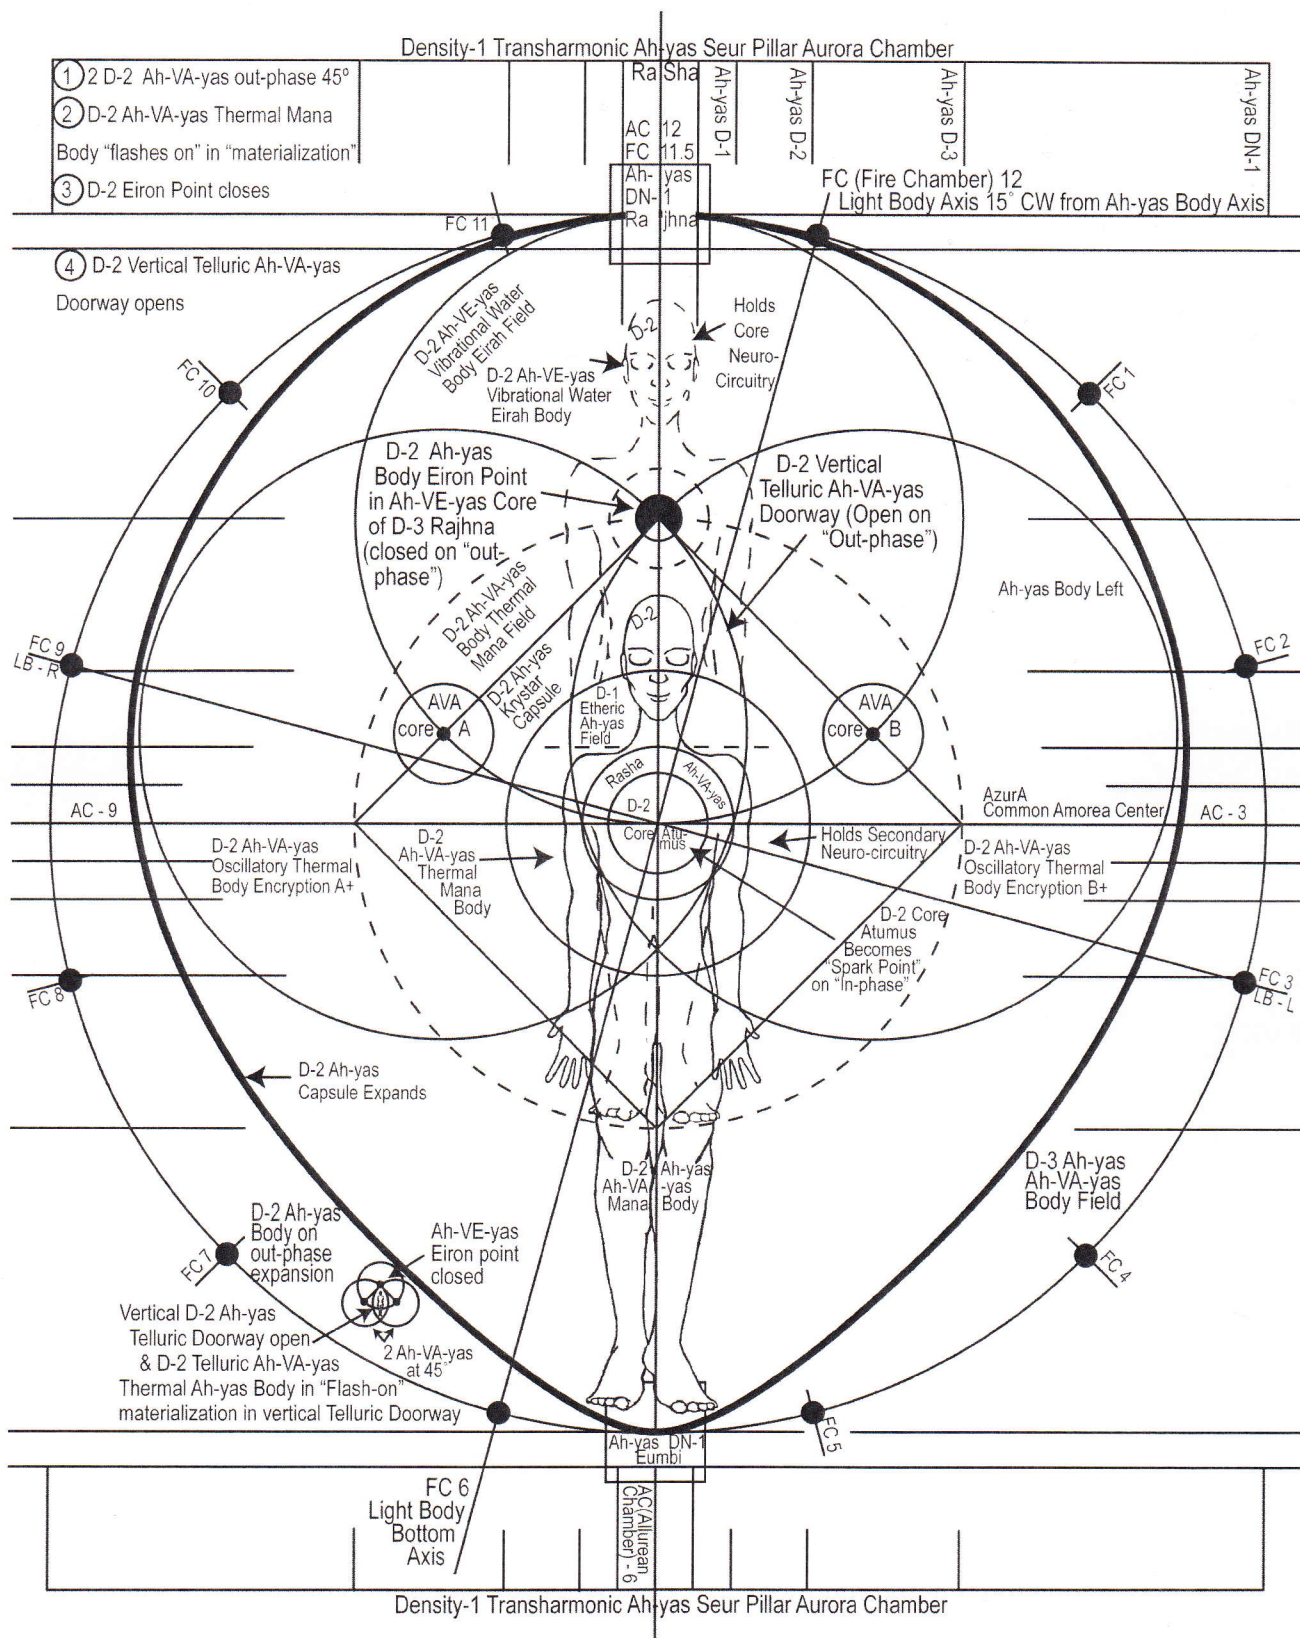 Density-1 Transharmonic Ah-yas Seur Pillar Aurora Chamber
① 2 D-2 Ah-VA-yas out-phase 45°
② D-2 Ah-VA-yas Thermal Mana
Body “flashes on” in “materialization”
③ D-2 Eiron Point closes
④ D-2 Vertical Telluric Ah-VA-yas
Doorway opens
Ra Sha
AC 12
FC 11.5
Ah- yas
DN- 1
Ra jhna
Ah-yas D-1
Ah-yas D-2
Ah-yas D-3
Ah-yas DN-1
FC (Fire Chamber) 12
Light Body Axis 15° CW from Ah-yas Body Axis
FC 11
FC 10
FC 1
D-2 Ah-VE-yas
Vibrational Water
Body Eirah Field
D-2
Holds
Core
Neuro-
Circuitry
D-2 Ah-VE-yas
Vibrational Water
Eirah Body
D-2 Ah-yas
Body Eiron Point
in Ah-VE-yas Core
of D-3 Rajhna
(closed on “out-
phase”)
D-2 Vertical
Telluric Ah-VA-yas
Doorway (Open on
“Out-phase”)
D-2 Ah-VA-yas
Body Thermal
Mana Field
D-2 Ah-yas
Krystar
Capsule
D-2
Ah-yas Body Left
FC 9
LB - R
FC 2
D-1
Etheric
Ah-yas
Field
AVA
core A
AVA
core B
Rasha
Ah-VA-yas
D-2
Core Atu-
mus
AzurA
Common Amorea Center
AC - 9
AC - 3
D-2 Ah-VA-yas
Oscillatory Thermal
Body Encryption A+
D-2
Ah-VA-yas
Thermal
Mana
Body
Holds Secondary
Neuro-circuitry
D-2 Ah-VA-yas
Oscillatory Thermal
Body Encryption B+
D-2 Core
Atumus
Becomes
“Spark Point”
on “In-phase”
FC 8
FC 3
LB - L
D-2 Ah-yas
Capsule Expands
D-2 Ah-yas
Ah-VA -yas
Mana Body
D-3 Ah-yas
Ah-VA-yas
Body Field
D-2 Ah-yas
Body on
out-phase
expansion
Ah-VE-yas
Eiron point
closed
FC 7
FC 4
Vertical D-2 Ah-yas
Telluric Doorway open
& D-2 Telluric Ah-VA-yas
Thermal Ah-yas Body in “Flash-on”
materialization in vertical Telluric Doorway
2 Ah-VA-yas
at 45°
FC 5
Ah-yas DN-1
Eumbi
FC 6
Light Body
Bottom
Axis
AC(Allurean
Chamber) - 6
Density-1 Transharmonic Ah-yas Seur Pillar Aurora Chamber